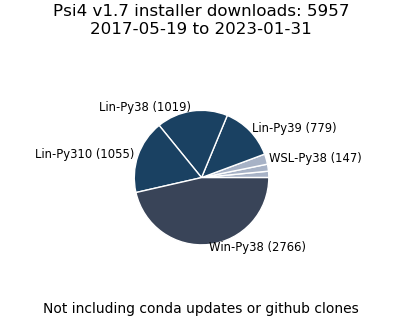 Psi4 v1.7 installer downloads: 5957
2017-05-19 to 2023-01-31
Lin-Py38 (1019)
Lin-Py39 (779)
Lin-Py310 (1055)
WSL-Py38 (147)
Win-Py38 (2766)
Not including conda updates or github clones